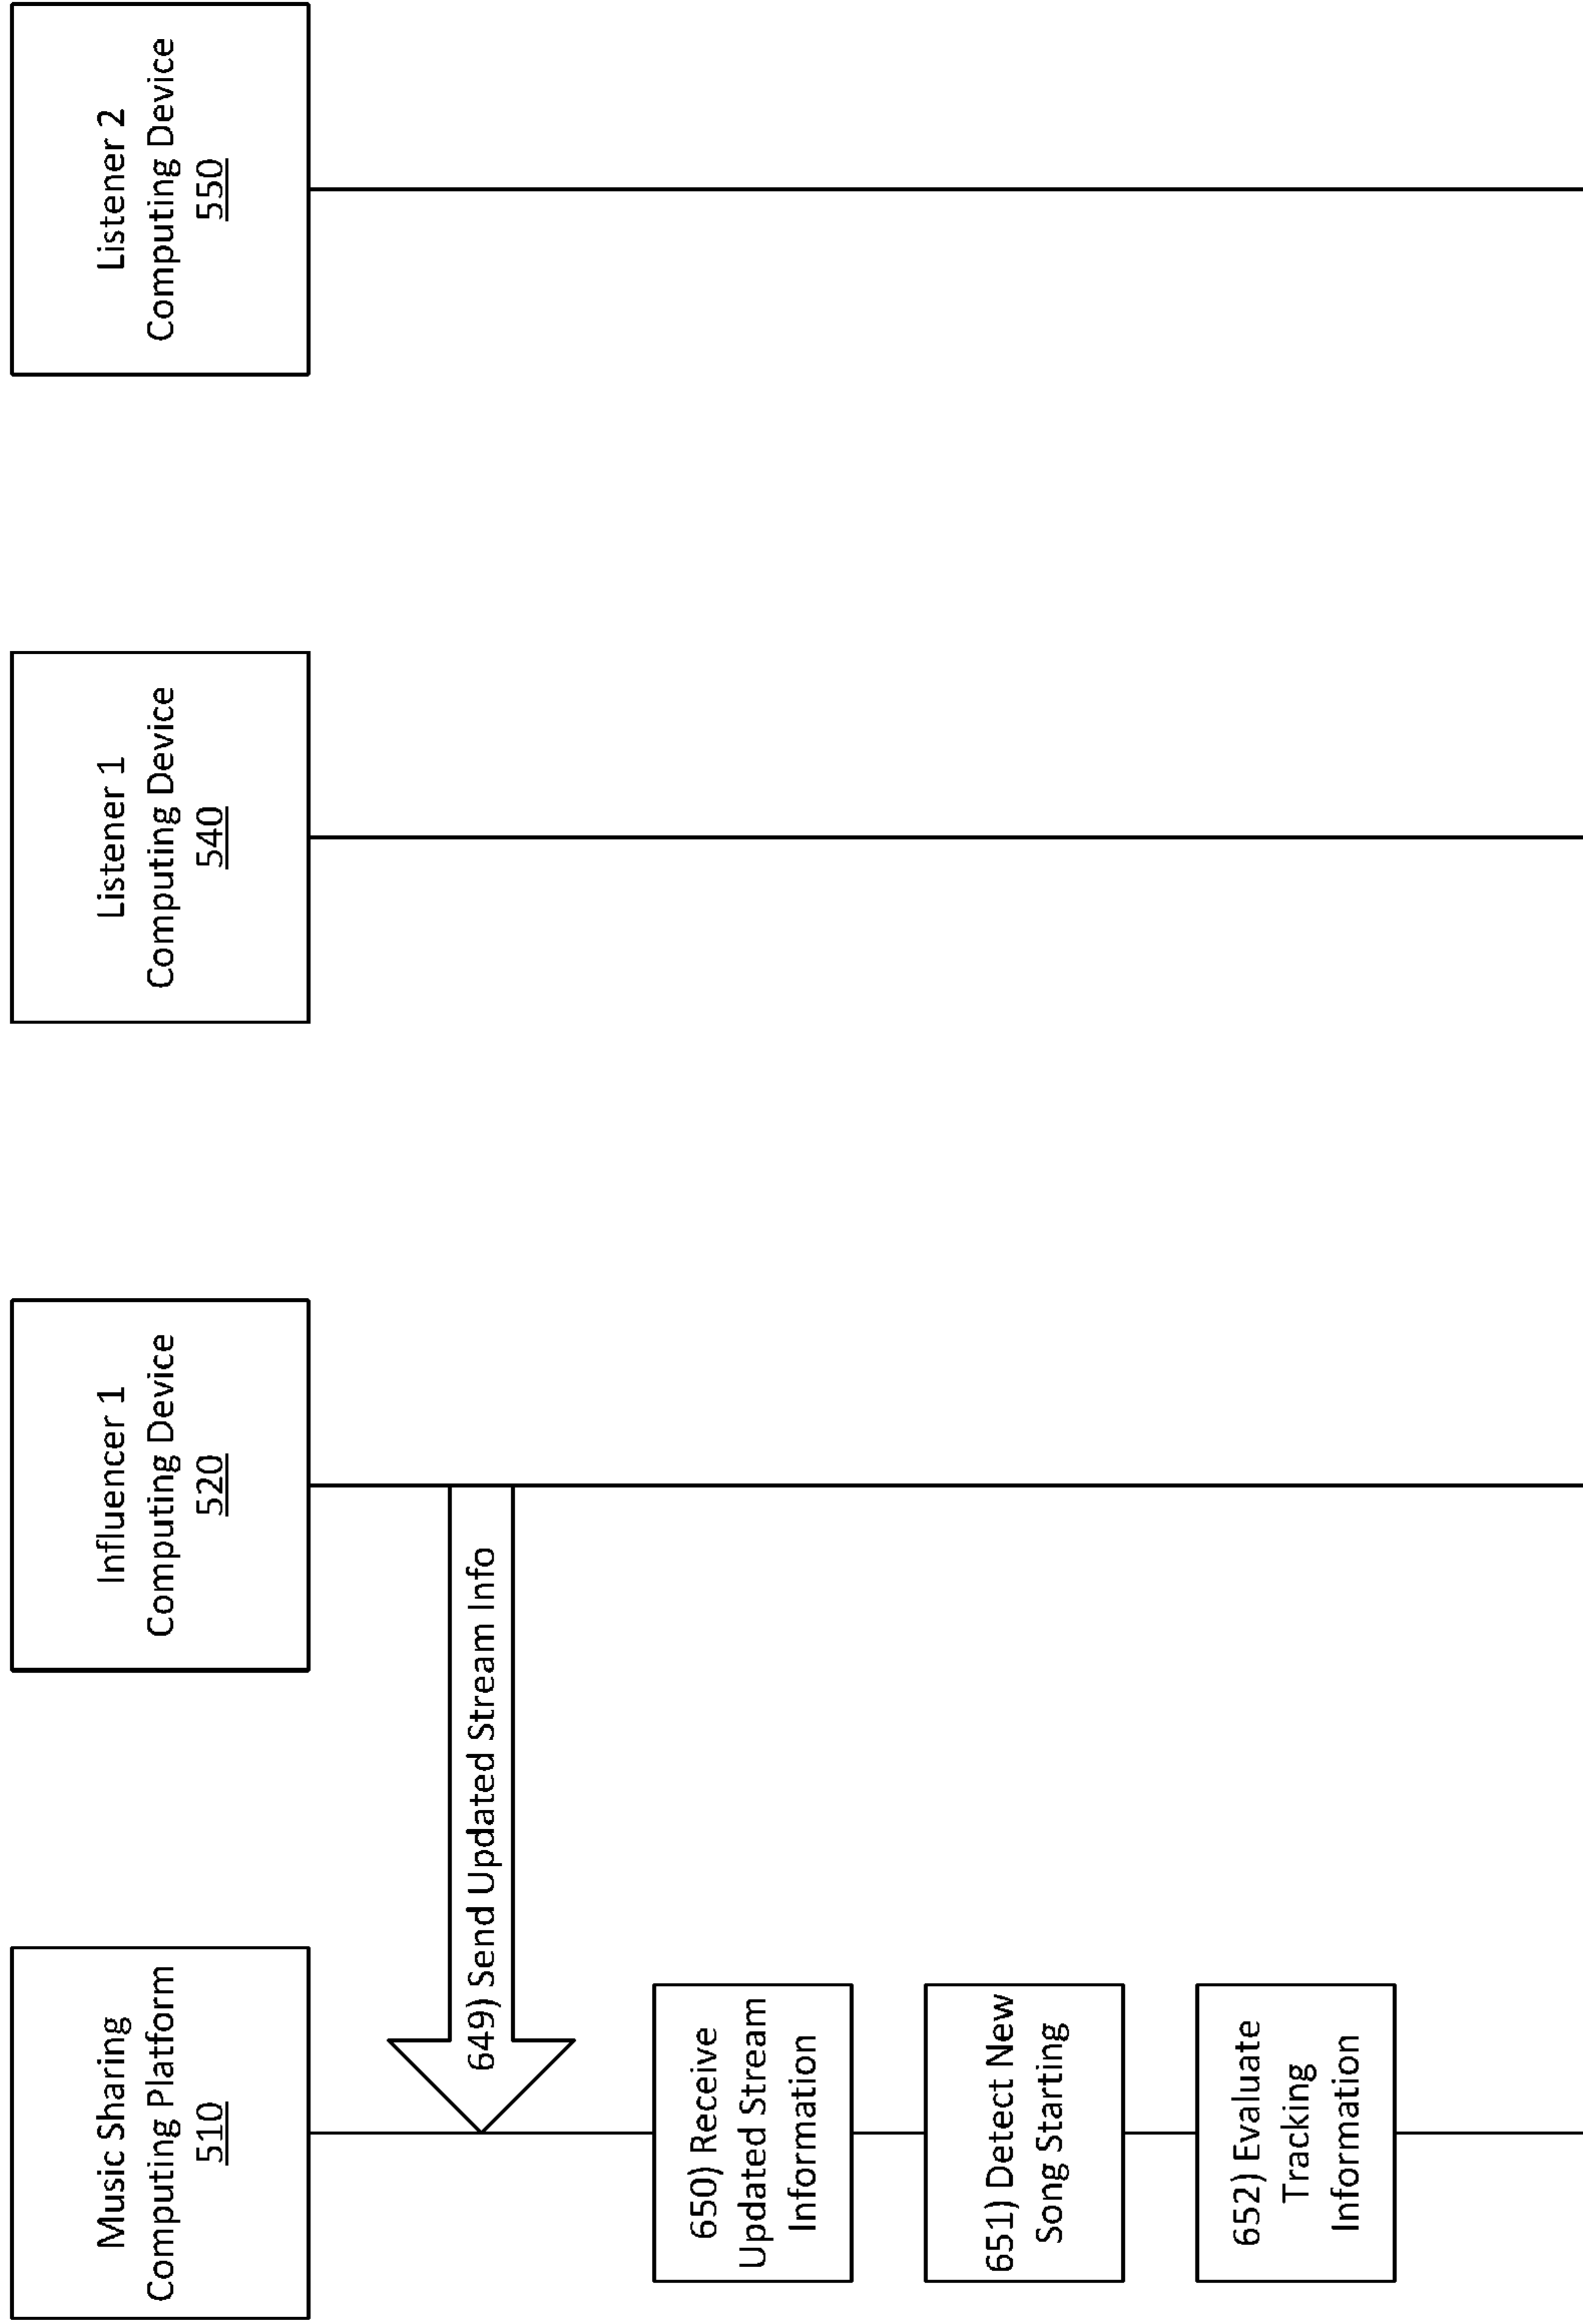 Music Sharing
Computing Platform
510
Influencer 1
Computing Device
520
Listener 1
Computing Device
540
Listener 2
Computing Device
550
649) Send Updated Stream Info
650) Receive
Updated Stream
Information
651) Detect New
Song Starting
652) Evaluate
Tracking
Information